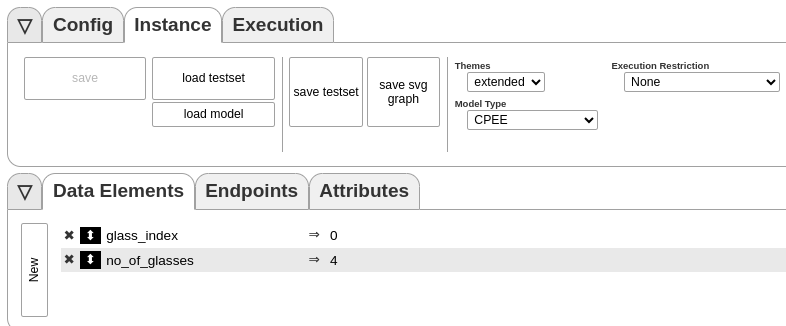 ▽ Config Instance Execution
save
load testset
load model
save testset
save svg
graph
Themes
extended
Model Type
CPEE
Execution Restriction
None
▽ Data Elements Endpoints Attributes
New
✖ ⬍ glass_index ⇒ 0
✖ ⬍ no_of_glasses ⇒ 4